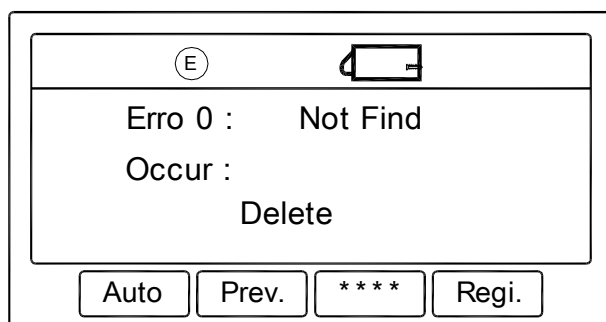 E
Erro 0 : Not Find
Occur :
Delete
Auto Prev. **** Regi.